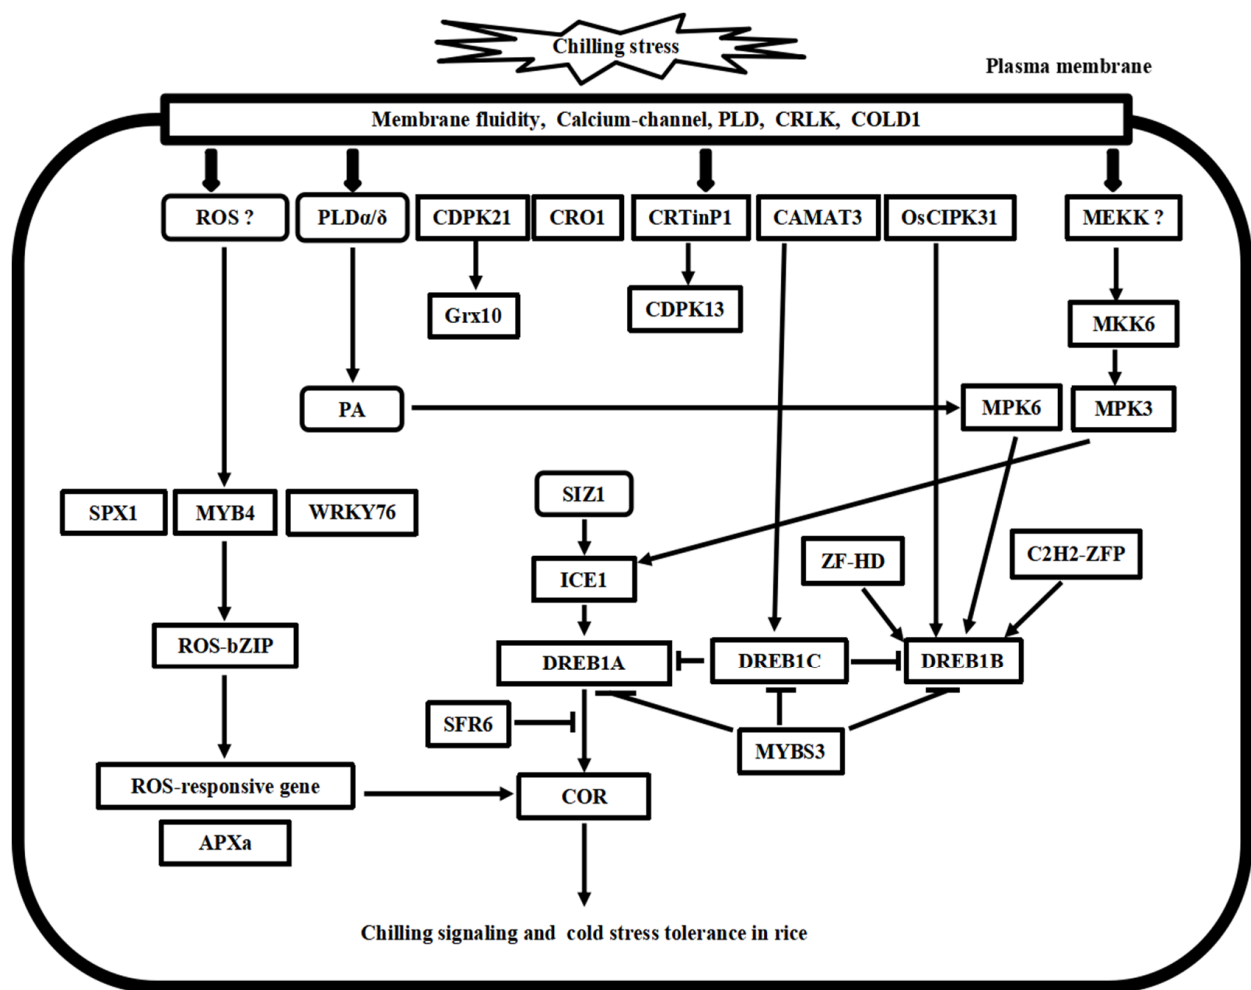 Chilling stress
Plasma membrane
Membrane fluidity, Calcium-channel, PLD, CRLK, COLD1
ROS ?
PLDα/δ
CDPK21
CRO1
CRTinP1
CAMAT3
OsCIPK31
MEKK ?
Grx10
CDPK13
MKK6
PA
MPK6
MPK3
SPX1
MYB4
WRKY76
SIZ1
ICE1
ZF-HD
C2H2-ZFP
ROS-bZIP
DREB1A
DREB1C
DREB1B
SFR6
MYBS3
ROS-responsive gene
COR
APXa
Chilling signaling and cold stress tolerance in rice